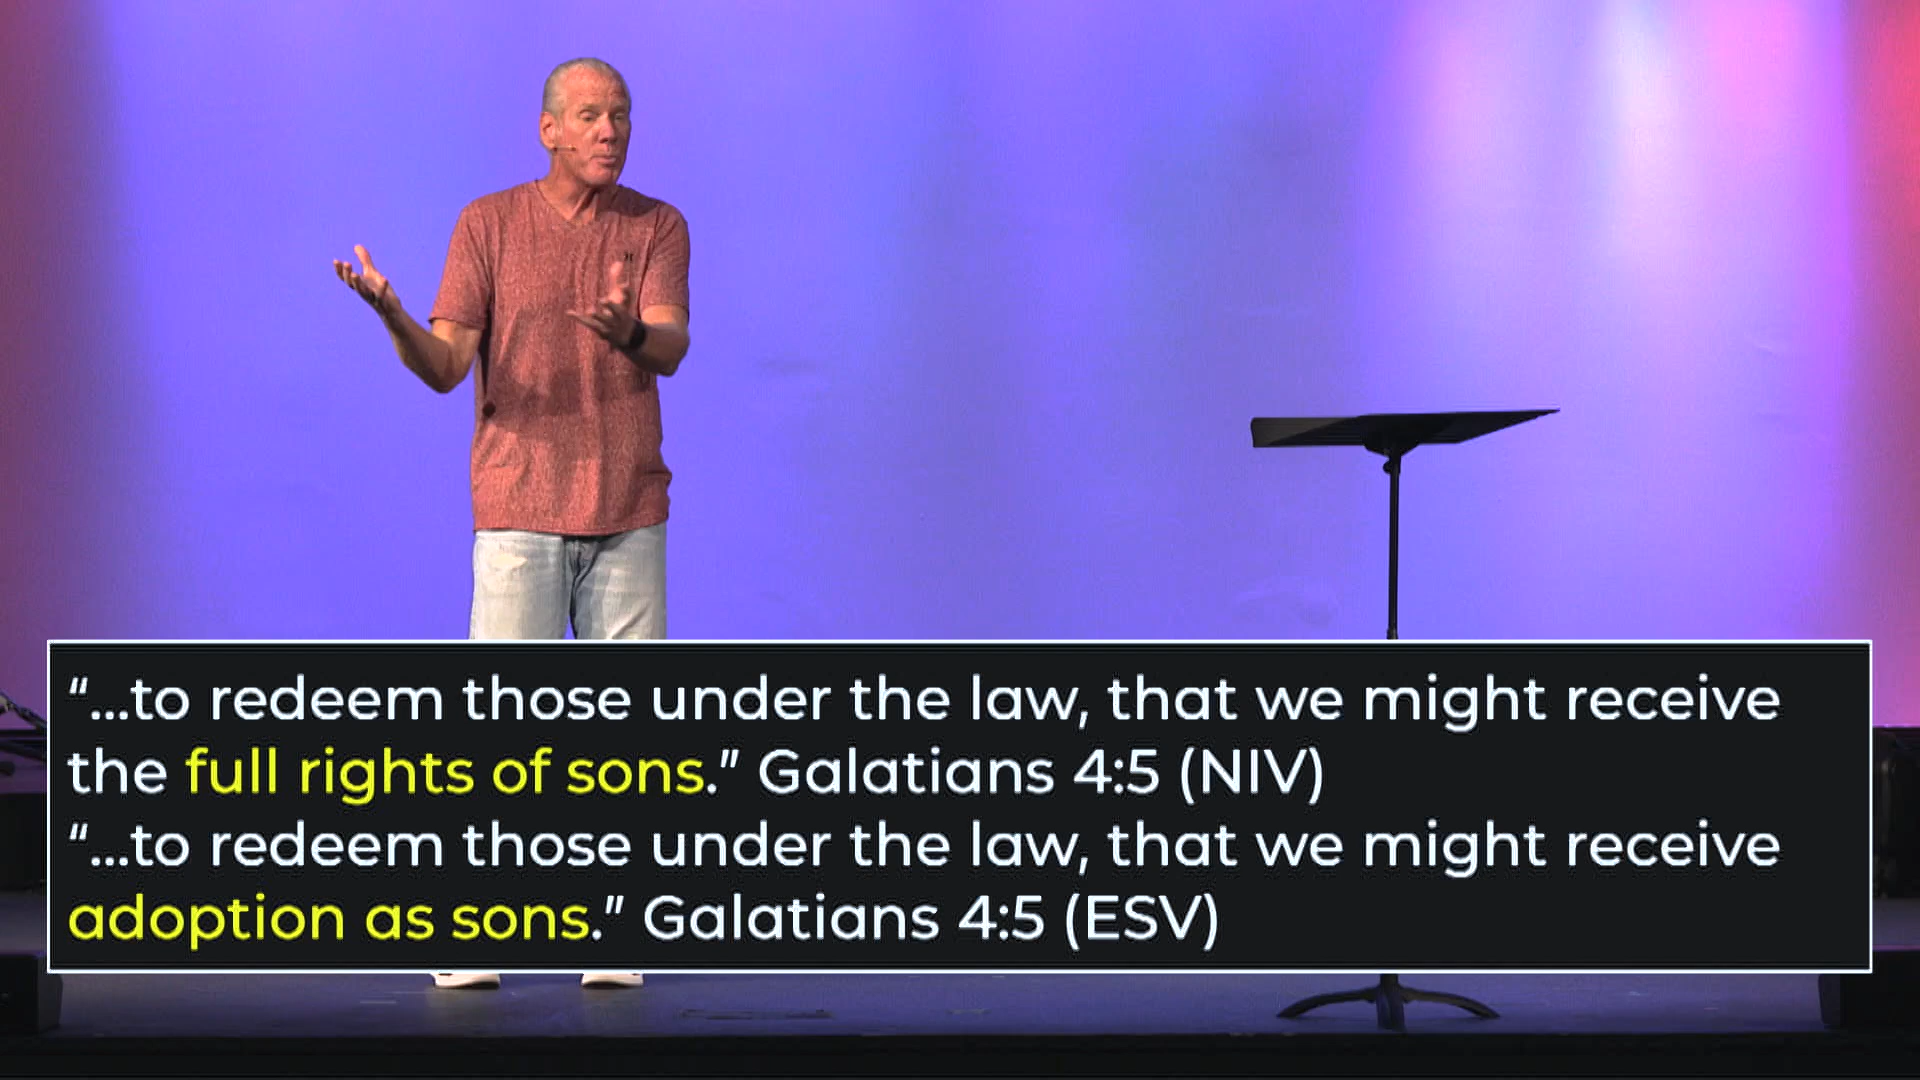 “...to redeem those under the law, that we might receive
the full rights of sons.” Galatians 4:5 (NIV)
“...to redeem those under the law, that we might receive
adoption as sons.” Galatians 4:5 (ESV)